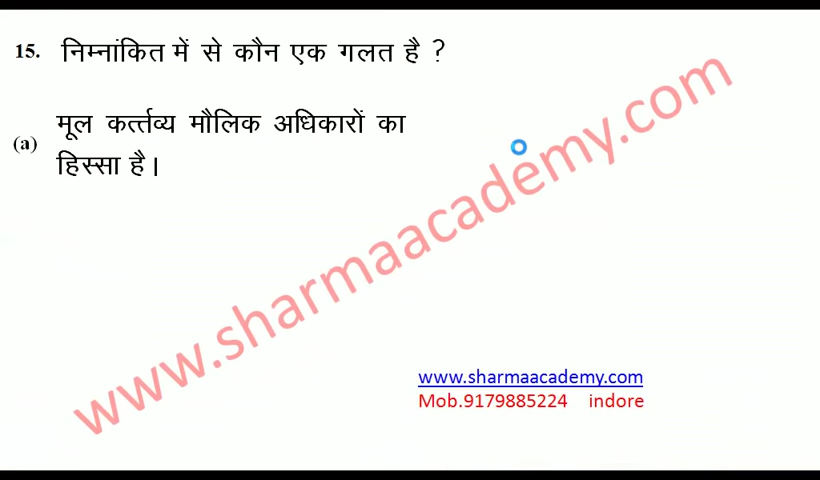 15. निम्नांकित में से कौन एक गलत है ?
(a) मूल कर्त्तव्य मौलिक अधिकारों का
हिस्सा है।
www.sharmaacademy.com
www.sharmaacademy.com
Mob.9179885224 indore